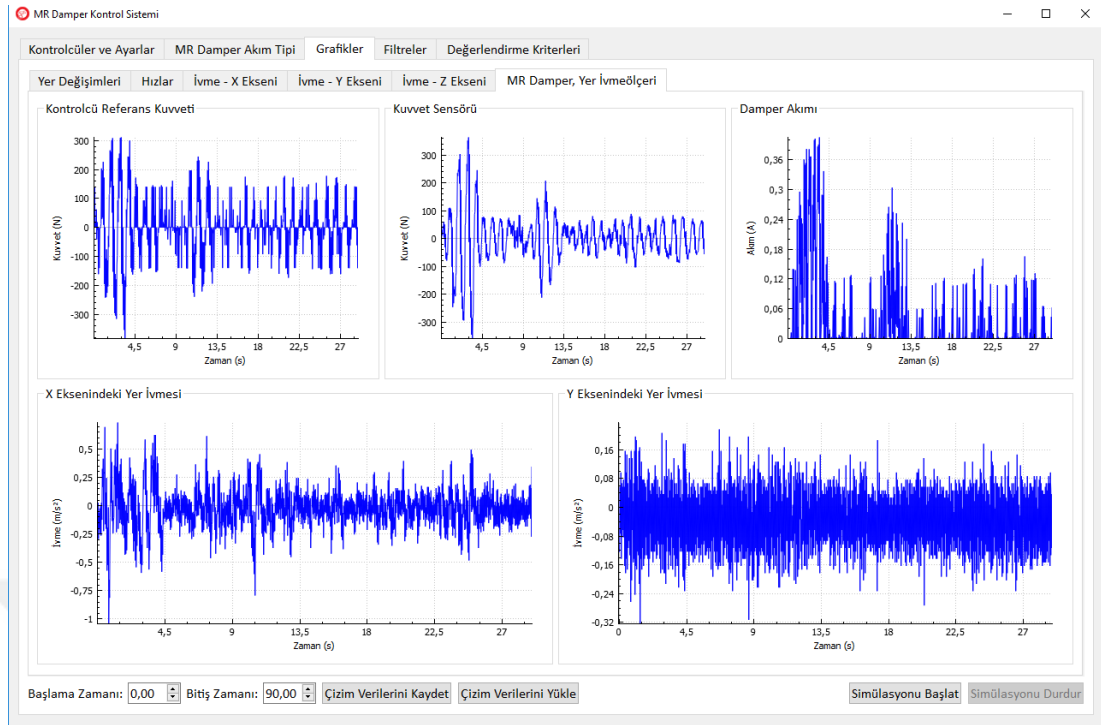 MR Damper Kontrol Sistemi
Kontrolcüler ve Ayarlar MR Damper Akım Tipi Grafikler Filtreler Değerlendirme Kriterleri
Yer Değişimleri Hızlar İvme - X Ekseni İvme - Y Ekseni İvme - Z Ekseni MR Damper, Yer İvmeölçeri
Kontrolcü Referans Kuvveti
Kuvvet (N)
300
200
100
0
-100
-200
-300
4,5 9 13,5 18 22,5 27
Zaman (s)
Kuvvet Sensörü
Kuvvet (N)
300
200
100
0
-100
-200
-300
4,5 9 13,5 18 22,5 27
Zaman (s)
Damper Akımı
Akım (A)
0,36
0,3
0,24
0,18
0,12
0,06
0
4,5 9 13,5 18 22,5 27
Zaman (s)
X Eksenindeki Yer İvmesi
İvme (m/s²)
0,5
0,25
0
-0,25
-0,5
-0,75
-1
4,5 9 13,5 18 22,5 27
Zaman (s)
Y Eksenindeki Yer İvmesi
İvme (m/s²)
0,16
0,08
0
-0,08
-0,16
-0,24
-0,32
0 4,5 9 13,5 18 22,5 27
Zaman (s)
Başlama Zamanı: 0,00 Bitiş Zamanı: 90,00 Çizim Verilerini Kaydet Çizim Verilerini Yükle Simülasyonu Başlat Simülasyonu Durdur